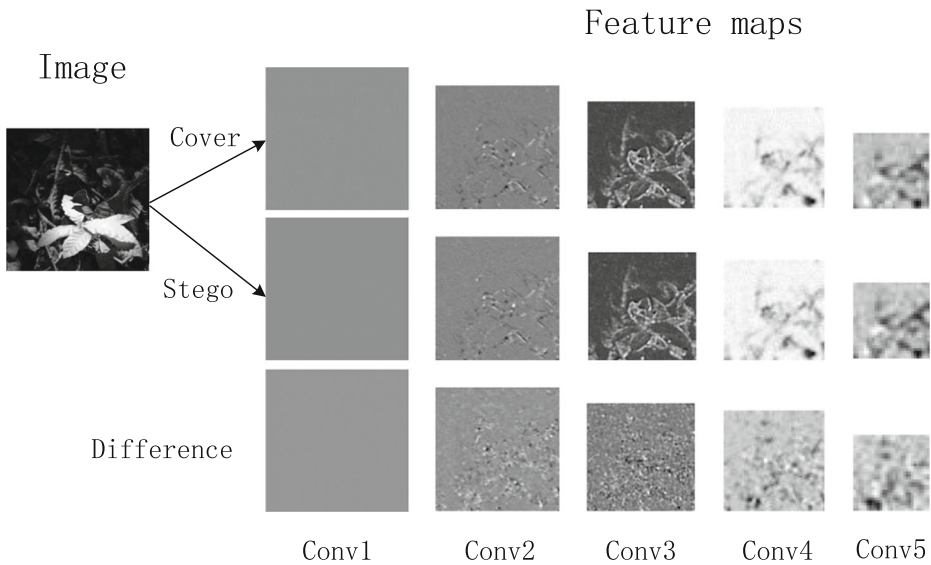 Feature maps
Image
Cover
Stego
Difference
Conv1 Conv2 Conv3 Conv4 Conv5